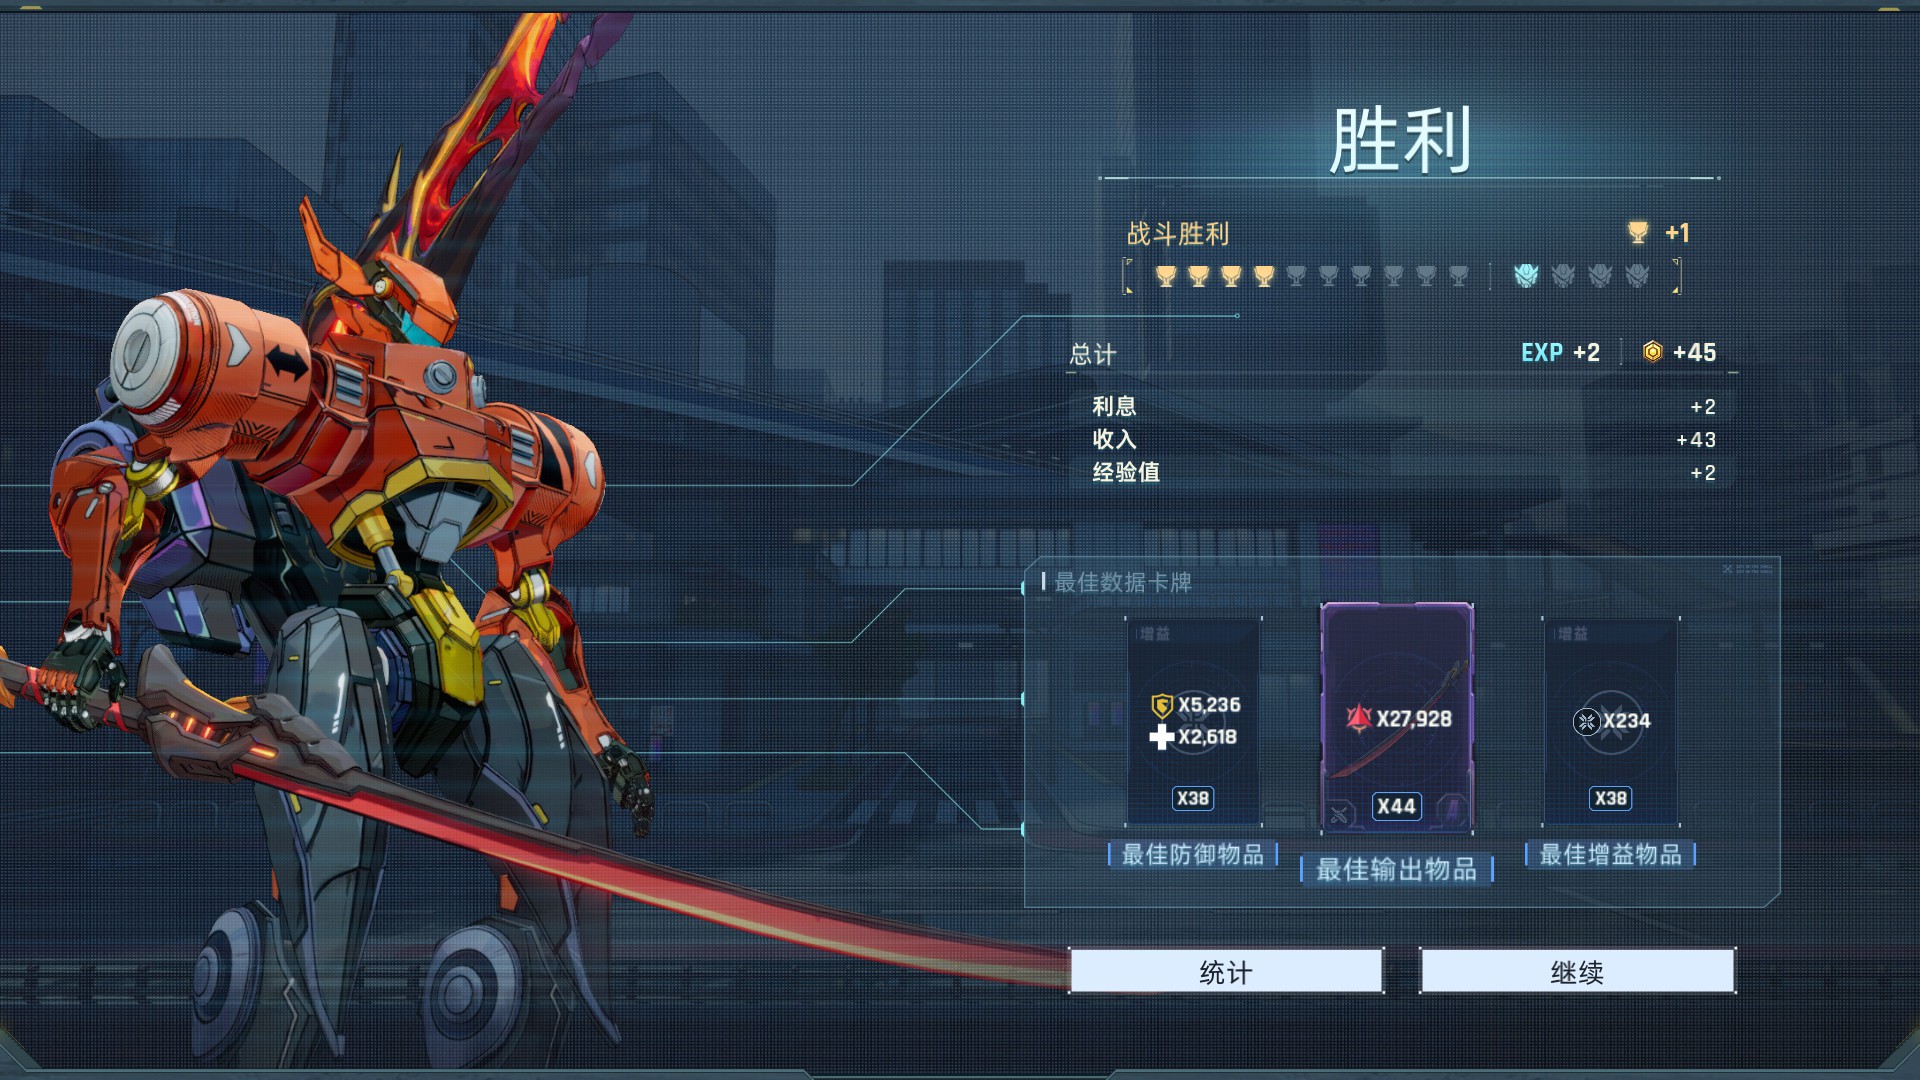 胜利
战斗胜利 +1
总计 EXP +2 +45
利息 +2
收入 +43
经验值 +2
最佳数据卡牌
增益
X5,236
X2,618
X38
最佳防御物品
X27,928
X44
最佳输出物品
增益
X234
X38
最佳增益物品
统计
继续